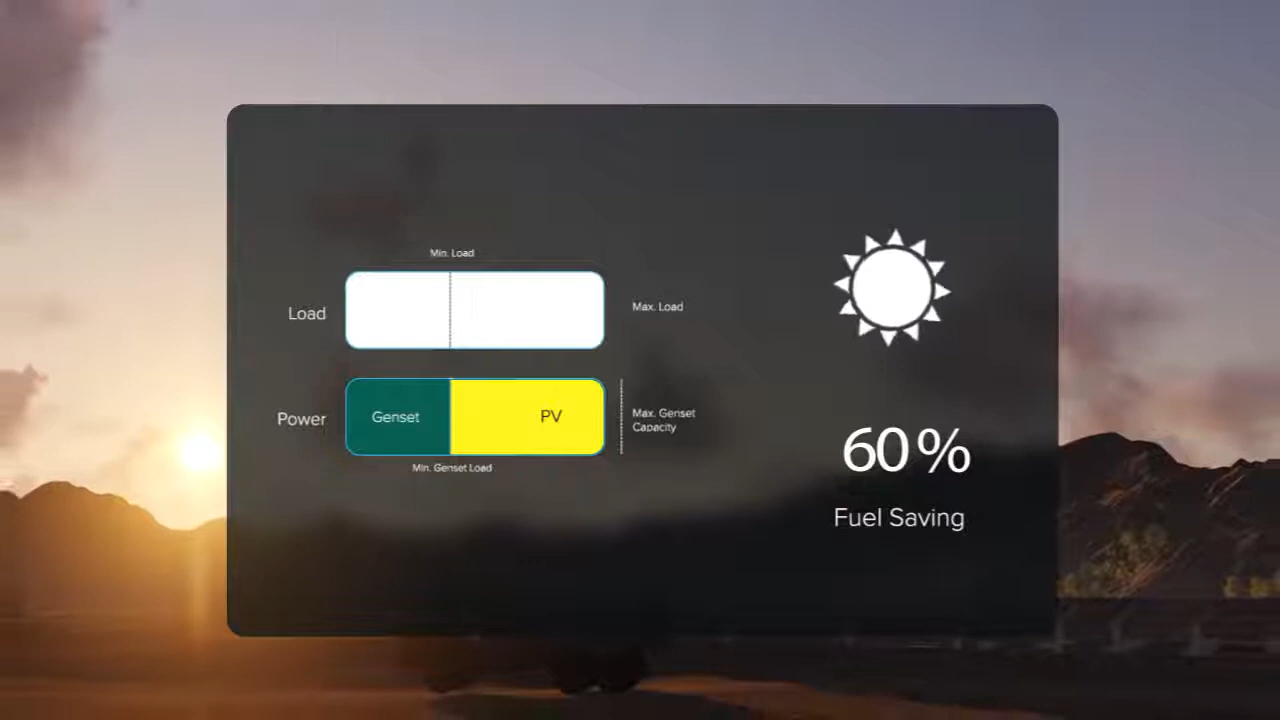 Min. Load
Load
Max. Load
Power
Genset
PV
Max. Genset
Capacity
Min. Genset Load
60%
Fuel Saving